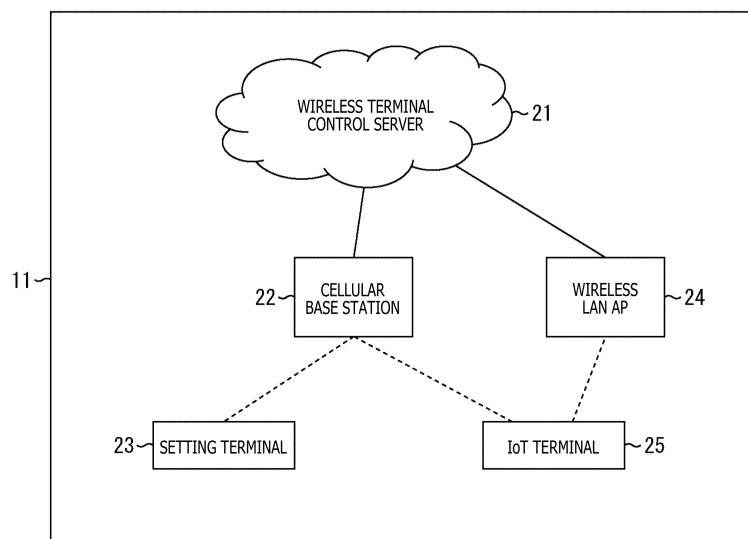 WIRELESS TERMINAL
CONTROL SERVER
21
11
22
CELLULAR
BASE STATION
WIRELESS
LAN AP
24
23
SETTING TERMINAL
IoT TERMINAL
25